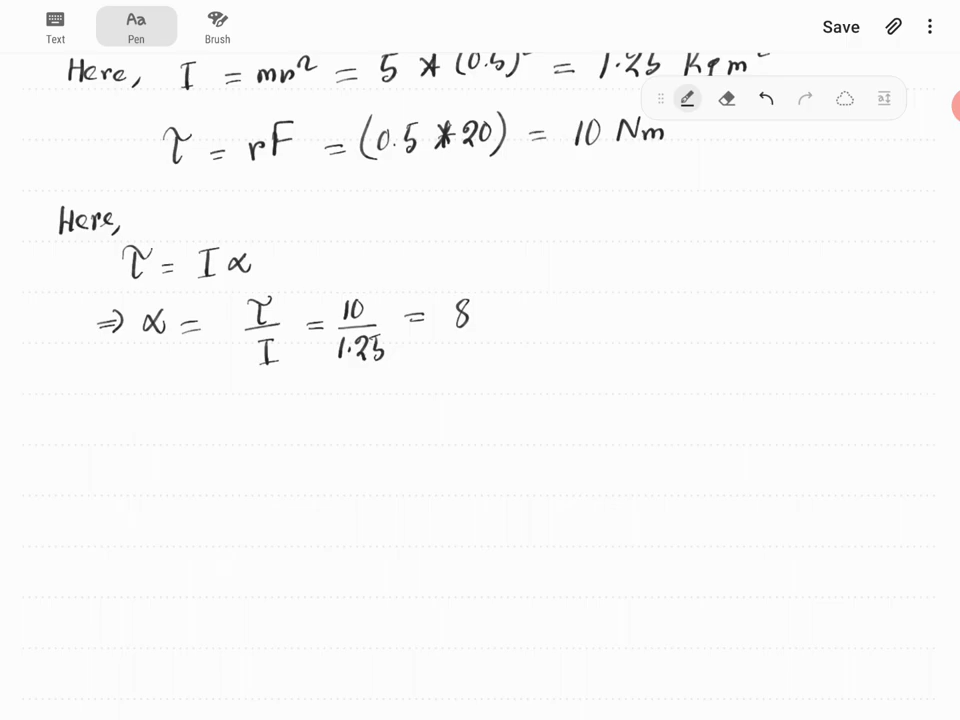 Save
Aa
Text Pen Brush
Here, I = mr² = 5 * (0.5)² = 1.25 Kgm²
τ = rF = (0.5 * 20) = 10 Nm
Here,
τ = I α
⇒ α = τ/I = 10/1.25 = 8